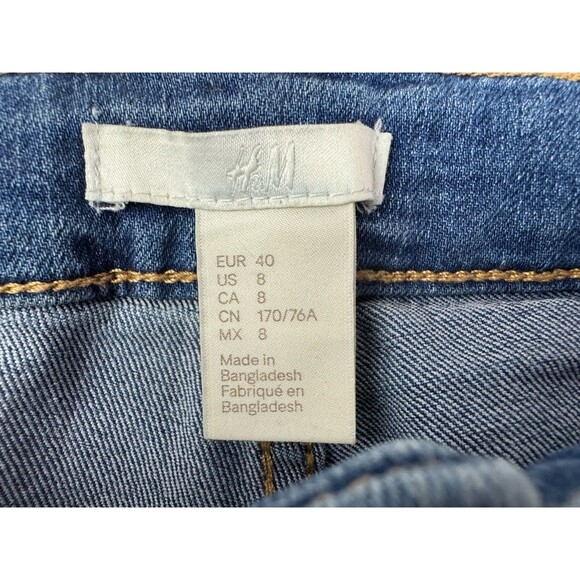 H&M
EUR 40
US 8
CA 8
CN 170/76A
MX 8
Made in
Bangladesh
Fabriqué en
Bangladesh